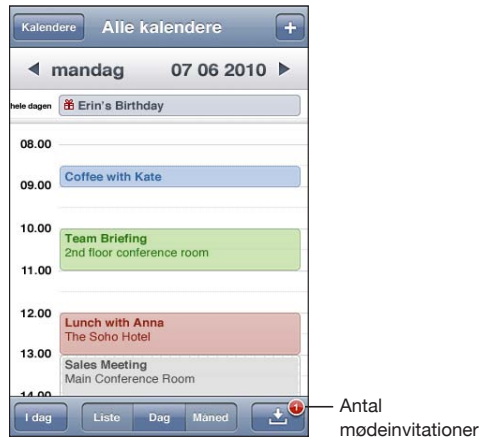 Kalendere Alle kalendere +
mandag 07 06 2010
hele dagen Erin's Birthday
08.00
Coffee with Kate
09.00
10.00
Team Briefing
2nd floor conference room
11.00
12.00
Lunch with Anna
The Soho Hotel
13.00
Sales Meeting
Main Conference Room
14.00
I dag Liste Dag Måned 1
Antal
mødeinvitationer